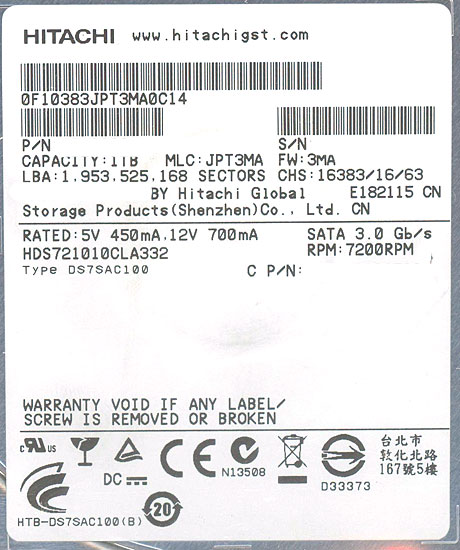 HITACHI www.hitachigst.com
0F10383JPT3MA0C14
P/N S/N
CAPACITY:1TB MLC:JPT3MA FW:3MA
LBA:1,953,525,168 SECTORS CHS:16383/16/63
BY Hitachi Global E182115 CN
Storage Products(Shenzhen)Co., Ltd. CN
RATED:5V 450mA,12V 700mA SATA 3.0 Gb/s
HDS721010CLA332 RPM:7200RPM
Type DS7SAC100 C P/N:
WARRANTY VOID IF ANY LABEL/
SCREW IS REMOVED OR BROKEN
c RU US
DC
CE
N13508
D33373
台北市
敦化北路
167號5樓
HTB-DS7SAC100(B)
20